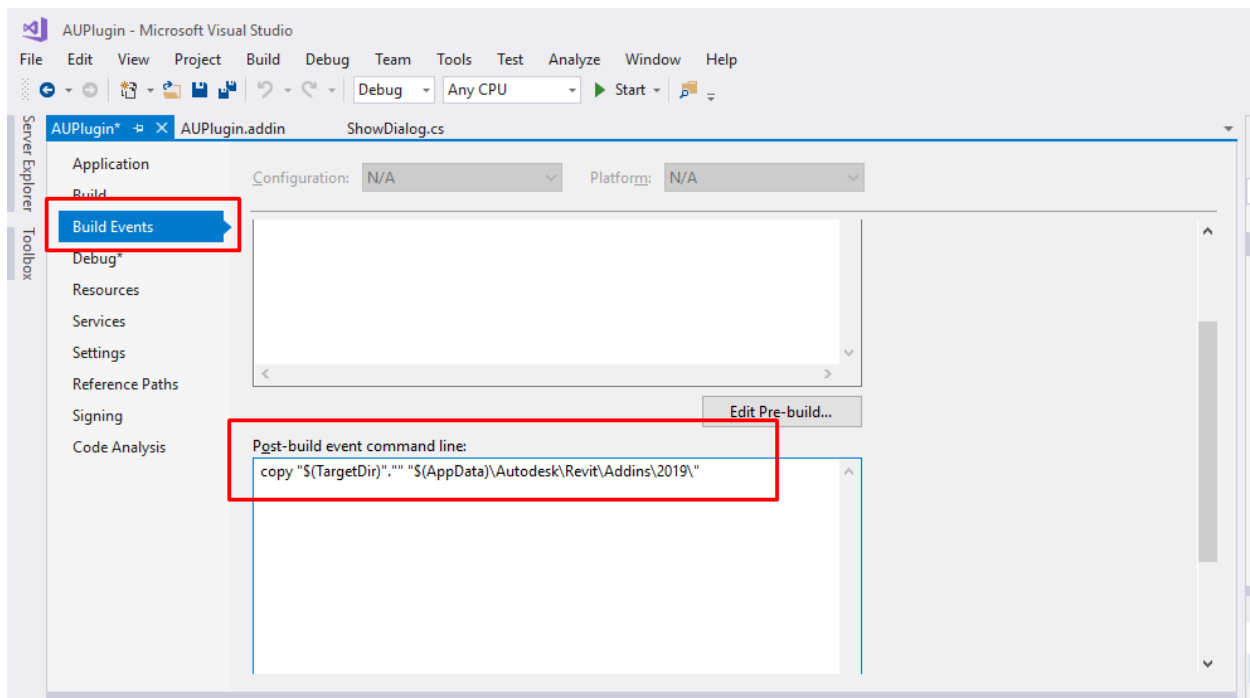 AUPlugin - Microsoft Visual Studio
File Edit View Project Build Debug Team Tools Test Analyze Window Help
Debug Any CPU Start
Server Explorer
Toolbox
AUPlugin* AUPlugin.addin ShowDialog.cs
Application
Build
Build Events
Debug*
Resources
Services
Settings
Reference Paths
Signing
Code Analysis
Configuration: N/A Platform: N/A
Edit Pre-build...
Post-build event command line:
copy "$(TargetDir)"."" "$(AppData)\Autodesk\Revit\Addins\2019\"